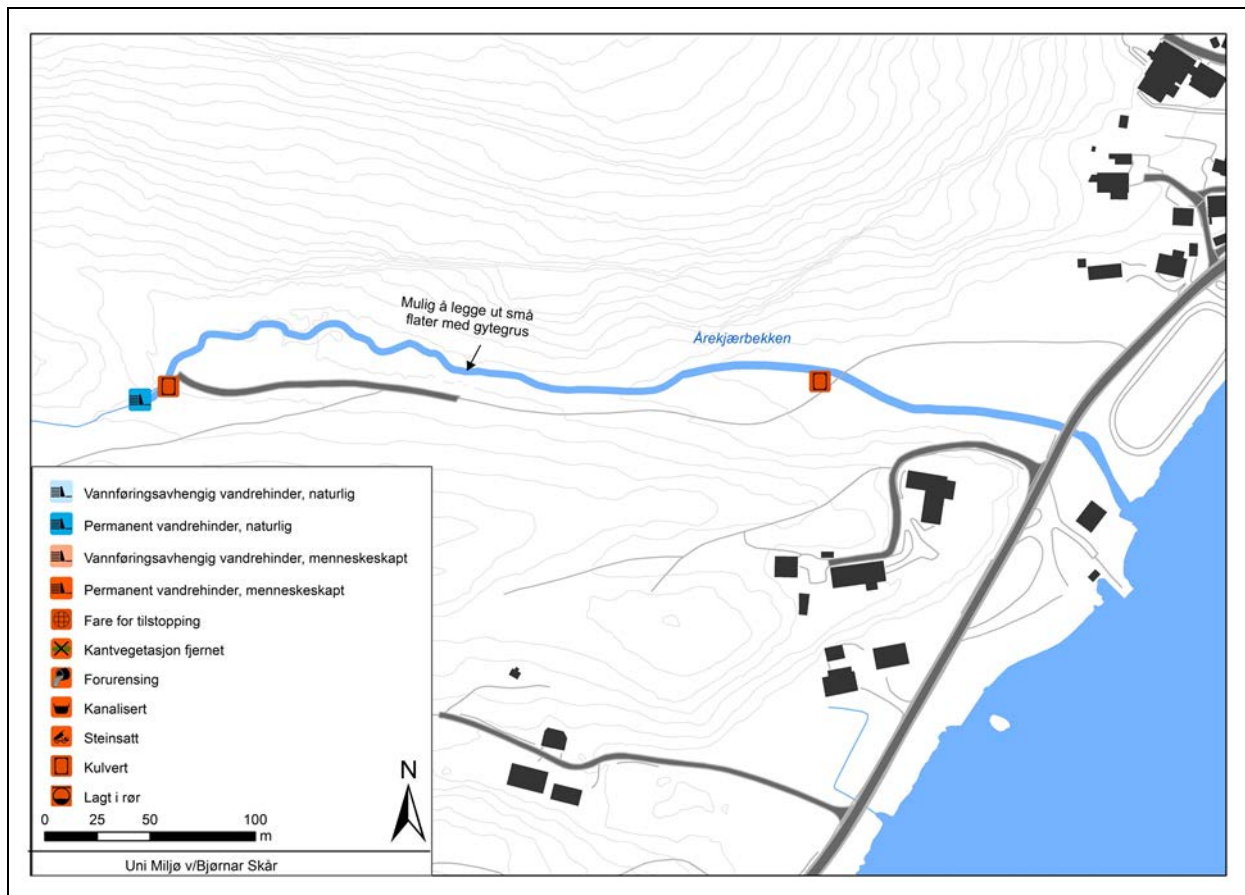 Mulig å legge ut små
flater med gytegrus
Årekjærbekken
Vannføringsavhengig vandrehinder, naturlig
Permanent vandrehinder, naturlig
Vannføringsavhengig vandrehinder, menneskeskapt
Permanent vandrehinder, menneskeskapt
Fare for tilstopping
Kantvegetasjon fjernet
Forurensing
Kanalisert
Steinsatt
Kulvert
Lagt i rør
N
0 25 50 100
m
Uni Miljø v/Bjørnar Skår